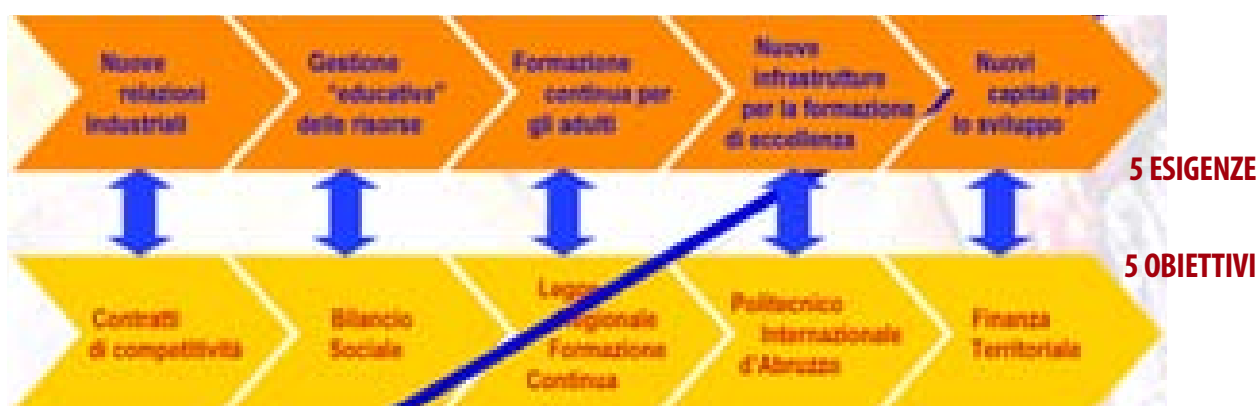 Nuove
relazioni
industriali
Gestione
"educativa"
delle risorse
Formazione
continua per
gli adulti
Nuove
infrastrutture
per la formazione
di eccellenza
Nuovi
capitali per
lo sviluppo
5 ESIGENZE
5 OBIETTIVI
Contratti
di competitività
Bilancio
Sociale
Legge
Regionale
Formazione
Continua
Politecnico
Internazionale
d'Abruzzo
Finanza
Territoriale